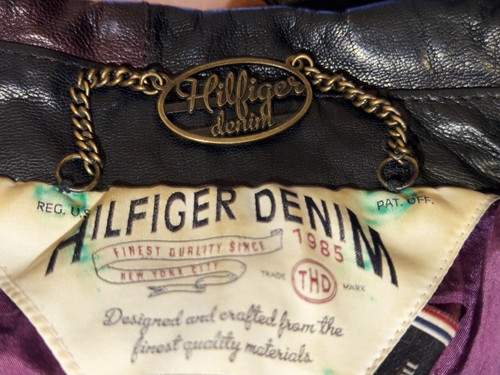 Hilfiger
denim
REG. U.S
PAT. OFF.
HILFIGER DENIM
FINEST QUALITY SINCE
1985
NEW YORK CITY
TRADE THD MARK
Designed and crafted from the
finest quality materials.